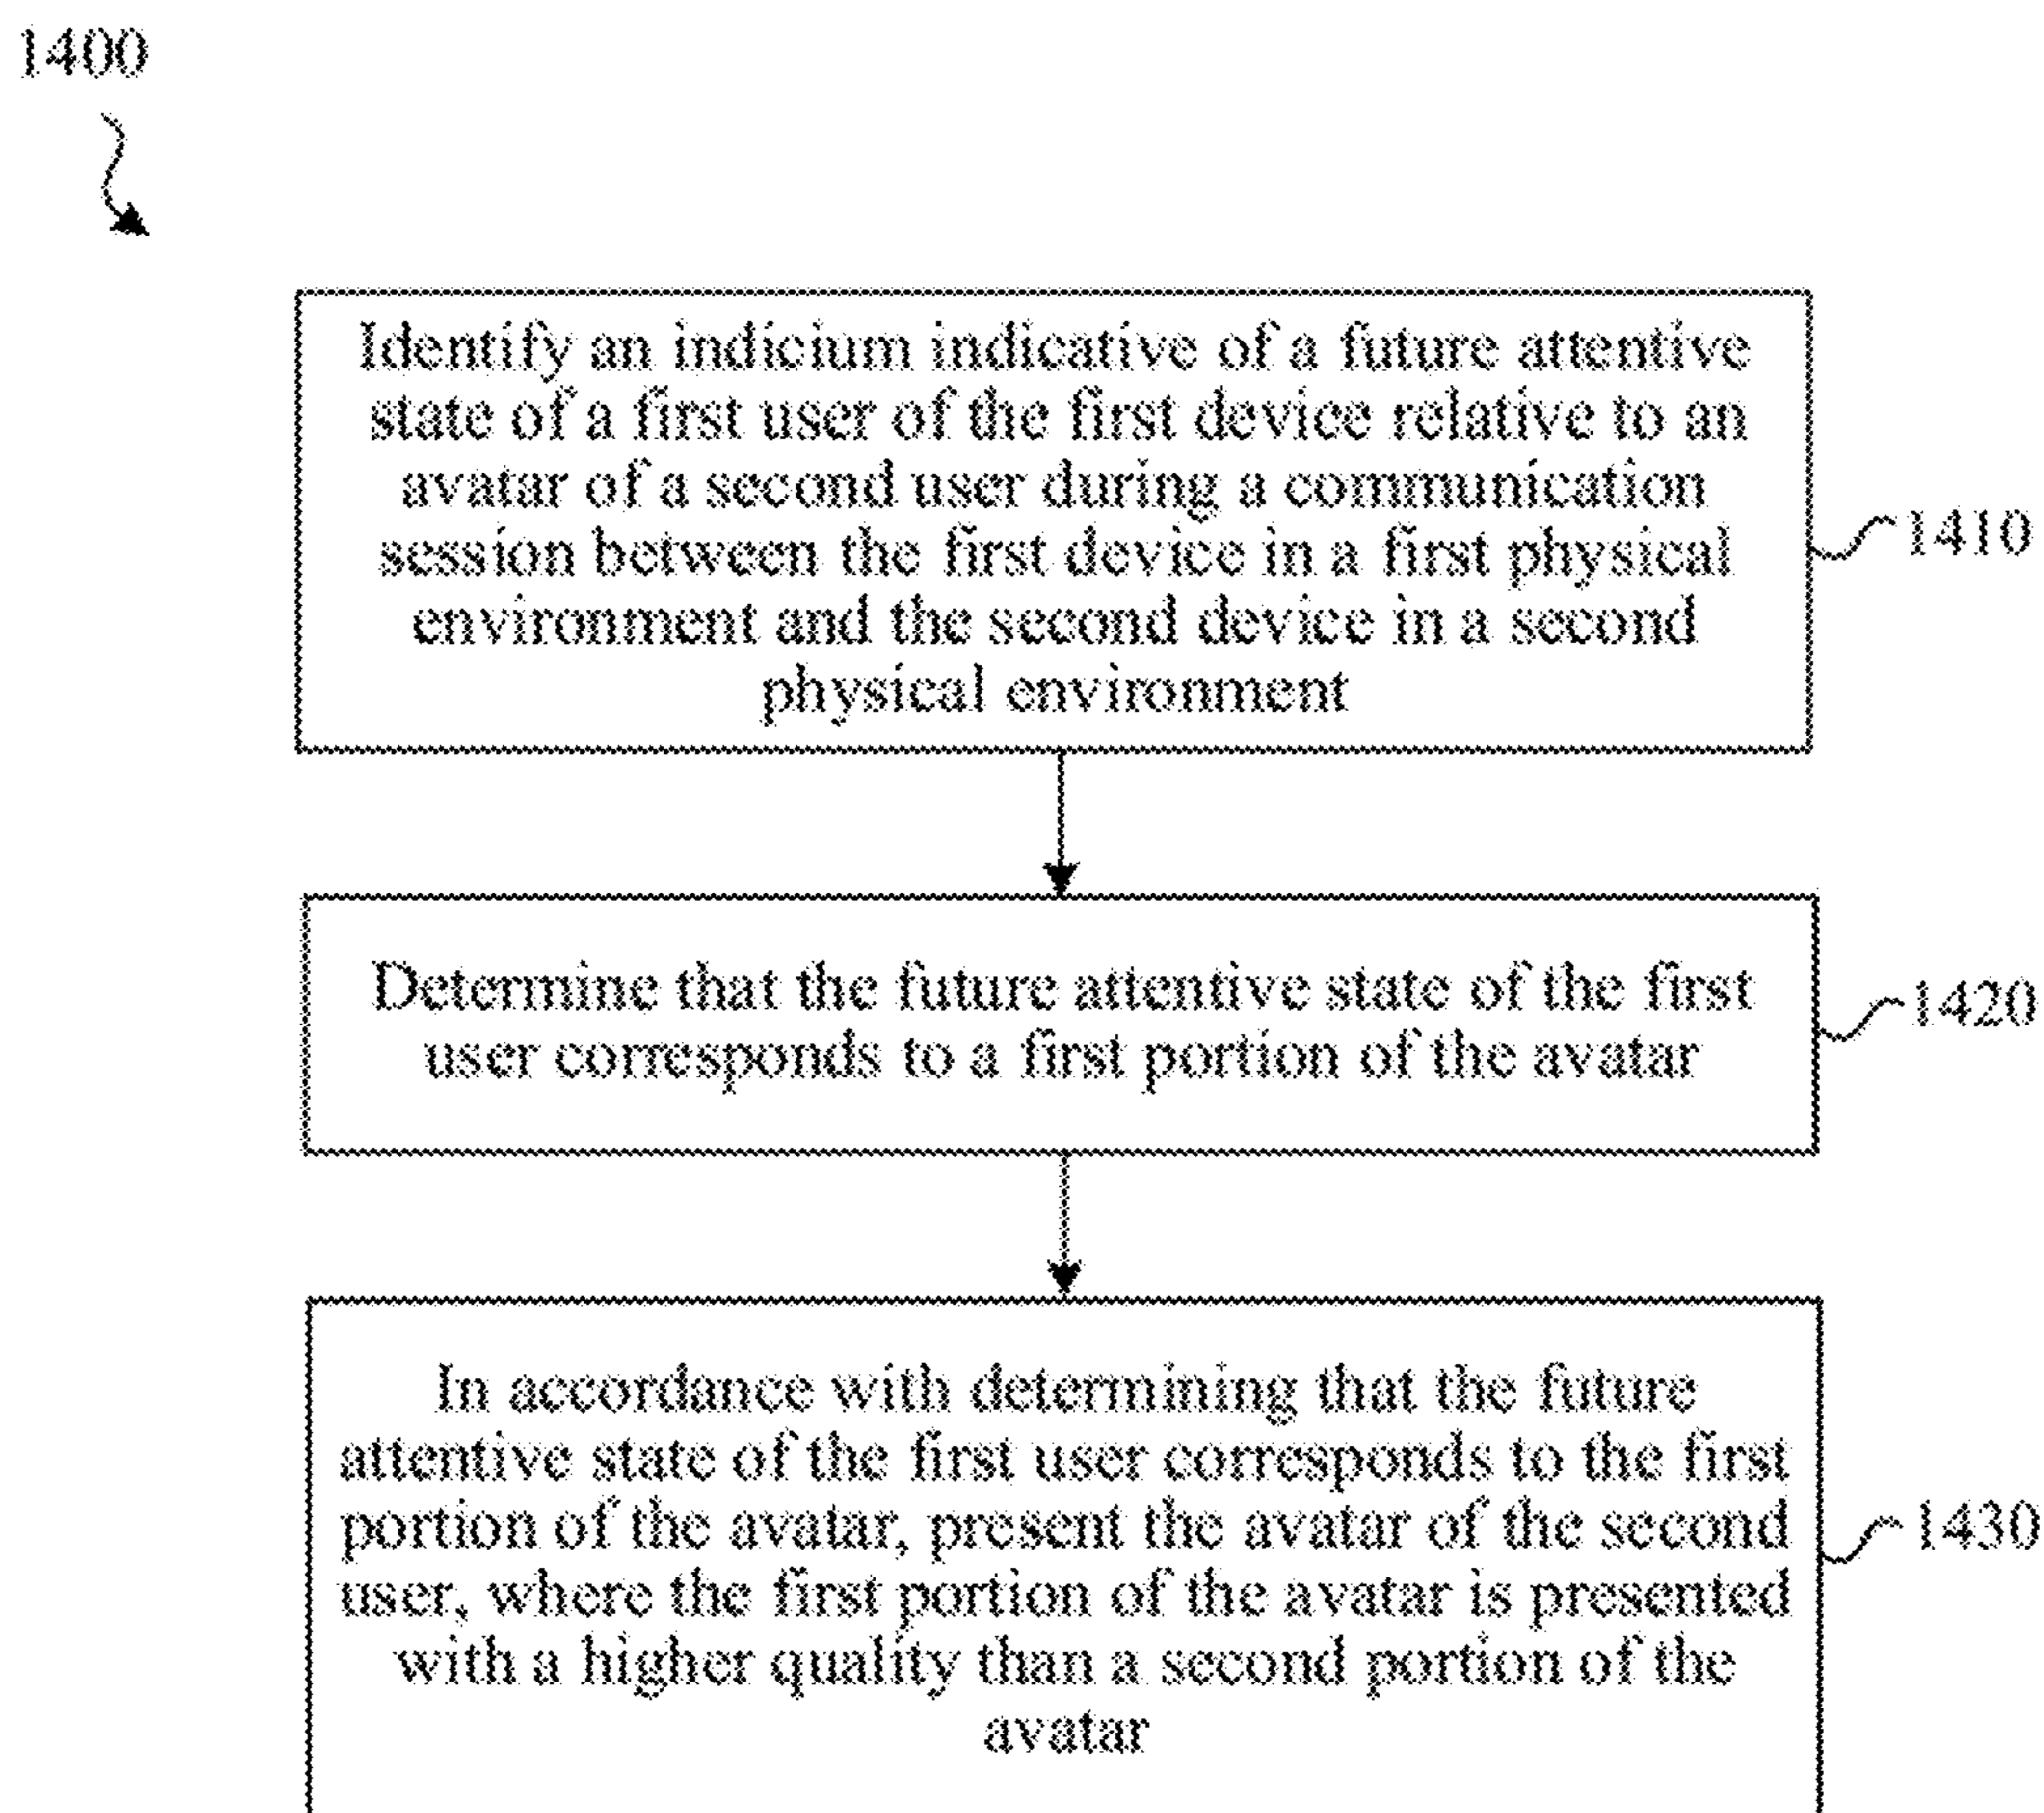 1400
Identify an indicium indicative of a future attentive
state of a first user of the first device relative to an
avatar of a second user during a communication
session between the first device in a first physical
environment and the second device in a second
physical environment
1410
Determine that the future attentive state of the first
user corresponds to a first portion of the avatar
1420
In accordance with determining that the future
attentive state of the first user corresponds to the first
portion of the avatar, present the avatar of the second
user, where the first portion of the avatar is presented
with a higher quality than a second portion of the
avatar
1430